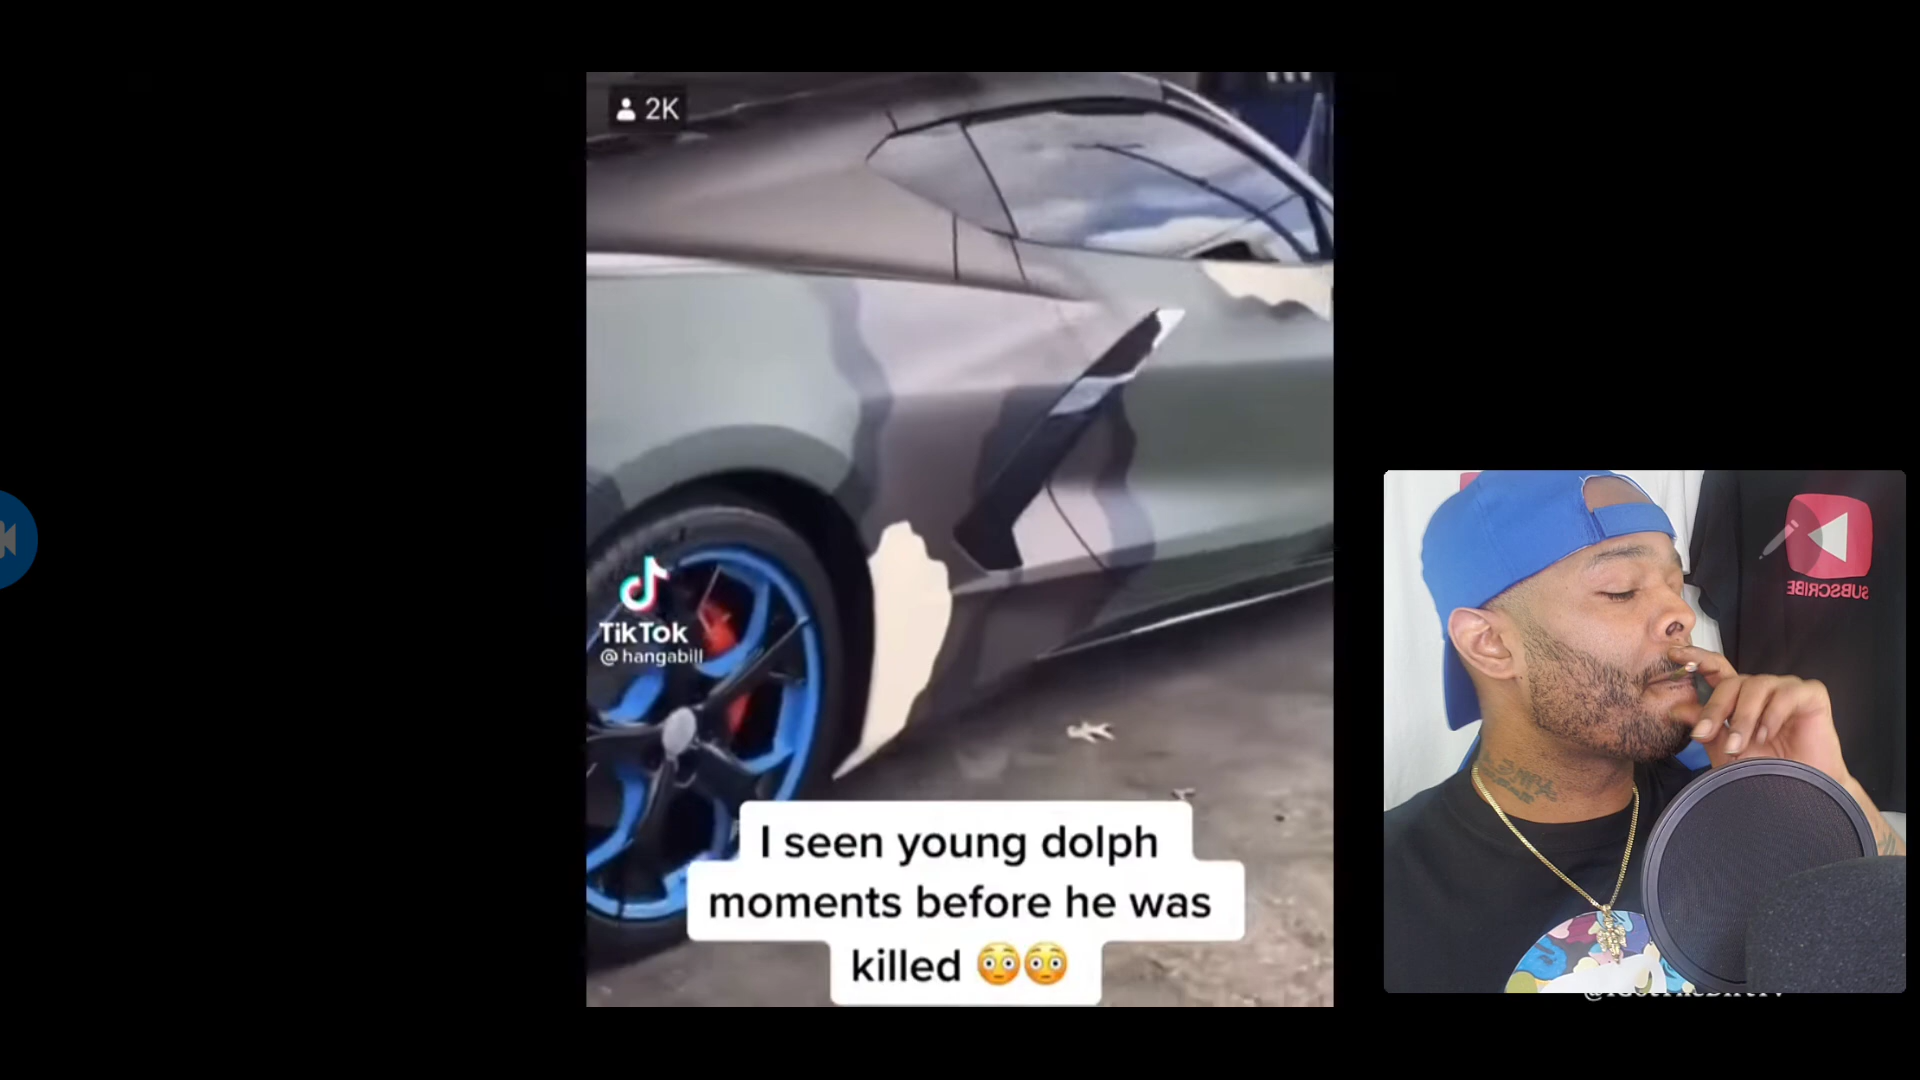 2K
TikTok
@hangabill
I seen young dolph
moments before he was
killed 😳😳
SUBSCRIBE